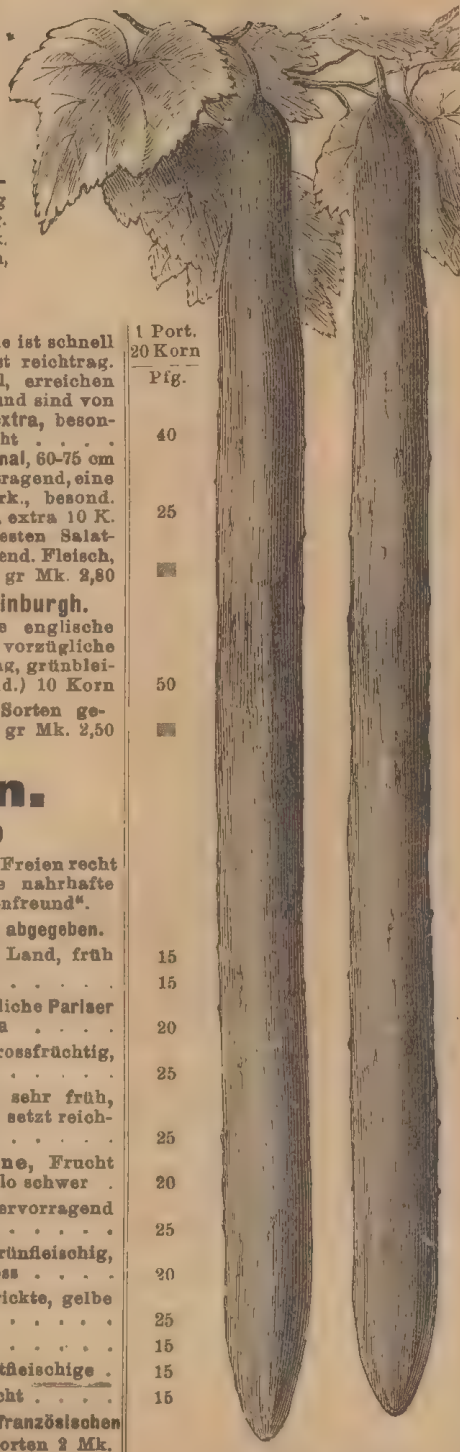 e ist schnell
st reichtrag.
l, erreichen
und sind von
extra, beson-
ht . . . .
1 Port.
20 Korn
Pfg.
40
nal, 60-75 cm
tragend, eine
rk., besond.
extra 10 K. 25
esten Salat-
end. Fleisch,
gr Mk. 2,80
inburgh.
e englische
vorzügliche
ng, grünblei-
d.) 10 Korn 50
Sorten ge-
gr Mk. 2,50
n.
Freien recht
e nahrhafte
nfreund“.
abgegeben.
Land, früh 15
. . . . . 15
liche Pariser
a . . . . 20
rossfrüchtig,
. . . . . 25
sehr früh,
setzt reich-
. . . . . 25
ne, Frucht
lo schwer . 20
ervorragend
. . . . . 25
rünfleischig,
ss . . . . 20
rickte, gelbe
. . . . . 25
. . . . . 15
tfleischige . 15
cht . . . . 15
französischen
orten 2 Mk.